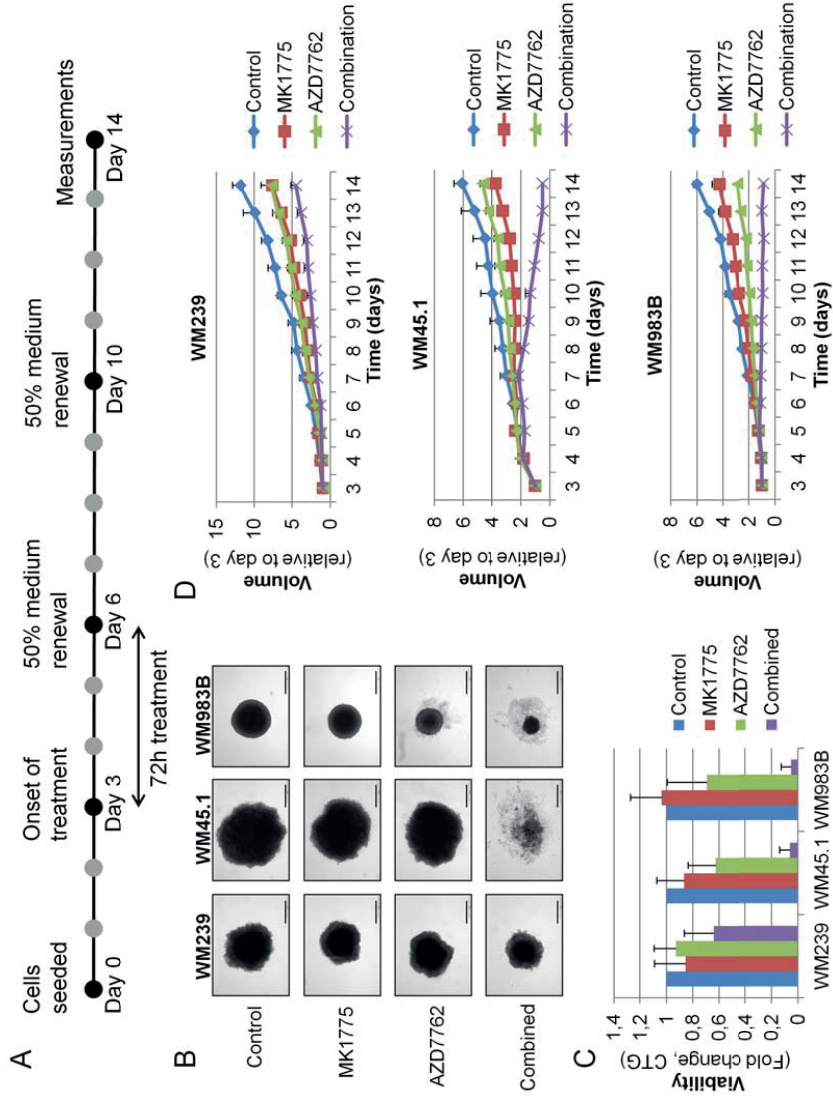 A
Cells
seeded
Onset of
treatment
50% medium
renewal
50% medium
renewal
Measurements
Day 0
Day 3
Day 6
Day 10
Day 14
72h treatment
B
WM239
WM45.1
WM983B
Control
MK1775
AZD7762
Combined
C
Viability
(Fold change, CTG)
1,4
1,2
1
0,8
0,6
0,4
0,2
0
WM239
WM45.1
WM983B
Control
MK1775
AZD7762
Combined
D
WM239
Volume
(relative to day 3)
15
10
5
0
3 4 5 6 7 8 9 10 11 12 13 14
Time (days)
Control
MK1775
AZD7762
Combination
WM45.1
Volume
(relative to day 3)
8
6
4
2
0
3 4 5 6 7 8 9 10 11 12 13 14
Time (days)
Control
MK1775
AZD7762
Combination
WM983B
Volume
(relative to day 3)
8
6
4
2
0
3 4 5 6 7 8 9 10 11 12 13 14
Time (days)
Control
MK1775
AZD7762
Combination